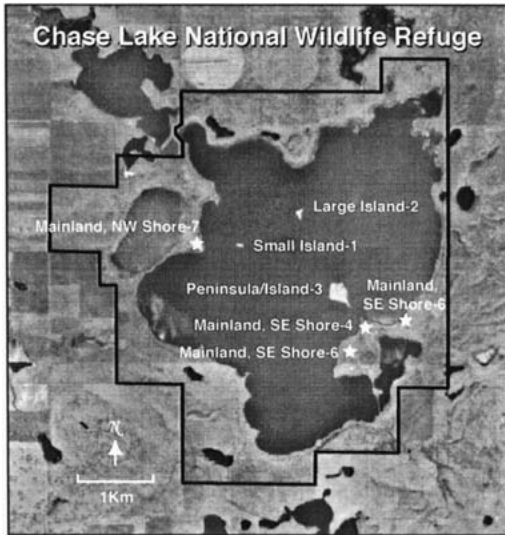 Chase Lake National Wildlife Refuge
Large Island-2
Mainland, NW Shore-7
Small Island-1
Peninsula/Island-3
Mainland,
SE Shore-6
Mainland, SE Shore-4
Mainland, SE Shore-6
N
1Km